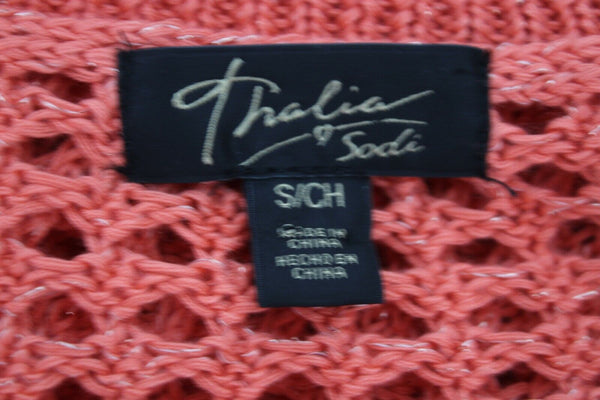 Thalia
Sodi
S/CH
MADE IN
CHINA
HECHO EN
CHINA